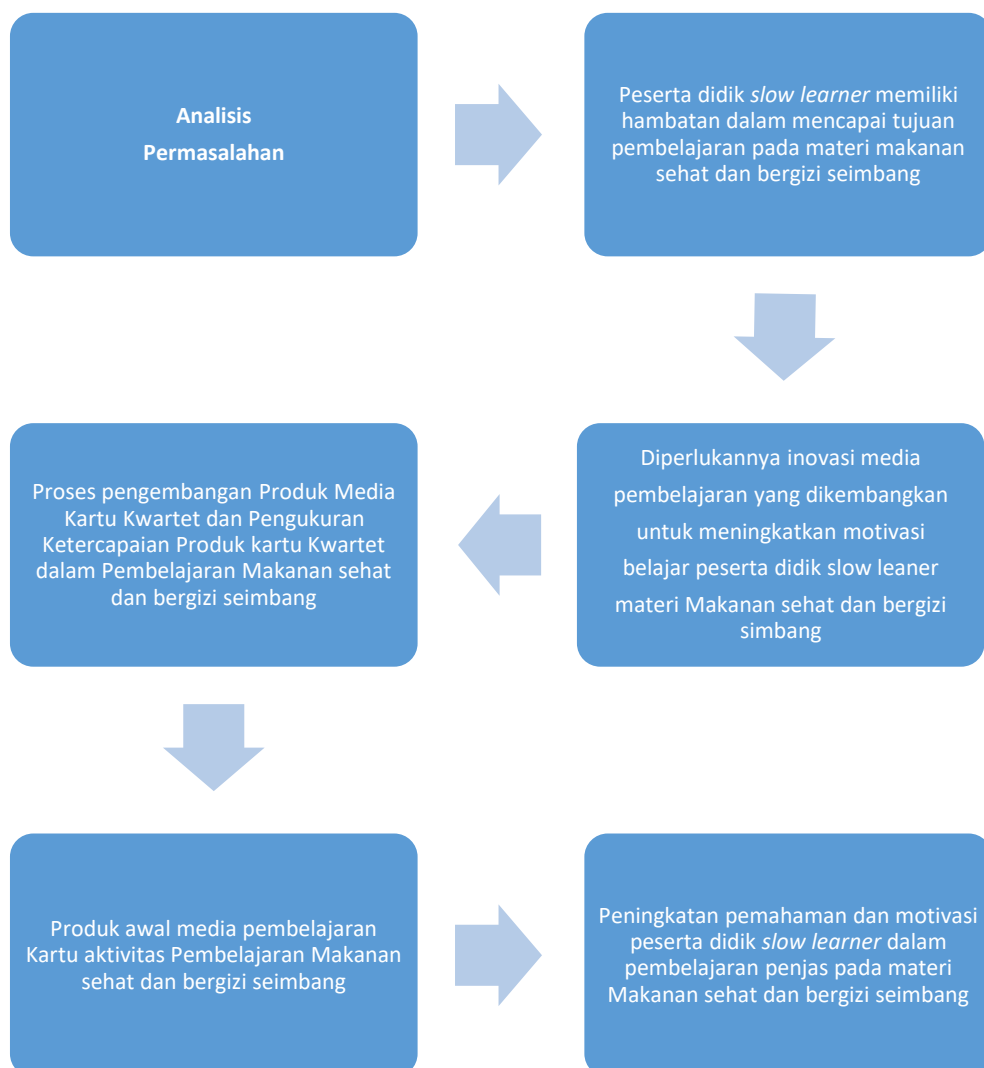 Analisis
Permasalahan
Peserta didik slow learner memiliki
hambatan dalam mencapai tujuan
pembelajaran pada materi makanan
sehat dan bergizi seimbang
Diperlukannya inovasi media
pembelajaran yang dikembangkan
untuk meningkatkan motivasi
belajar peserta didik slow leaner
materi Makanan sehat dan bergizi
simbang
Proses pengembangan Produk Media
Kartu Kwartet dan Pengukuran
Ketercapaian Produk kartu Kwartet
dalam Pembelajaran Makanan sehat
dan bergizi seimbang
Produk awal media pembelajaran
Kartu aktivitas Pembelajaran Makanan
sehat dan bergizi seimbang
Peningkatan pemahaman dan motivasi
peserta didik slow learner dalam
pembelajaran penjas pada materi
Makanan sehat dan bergizi seimbang